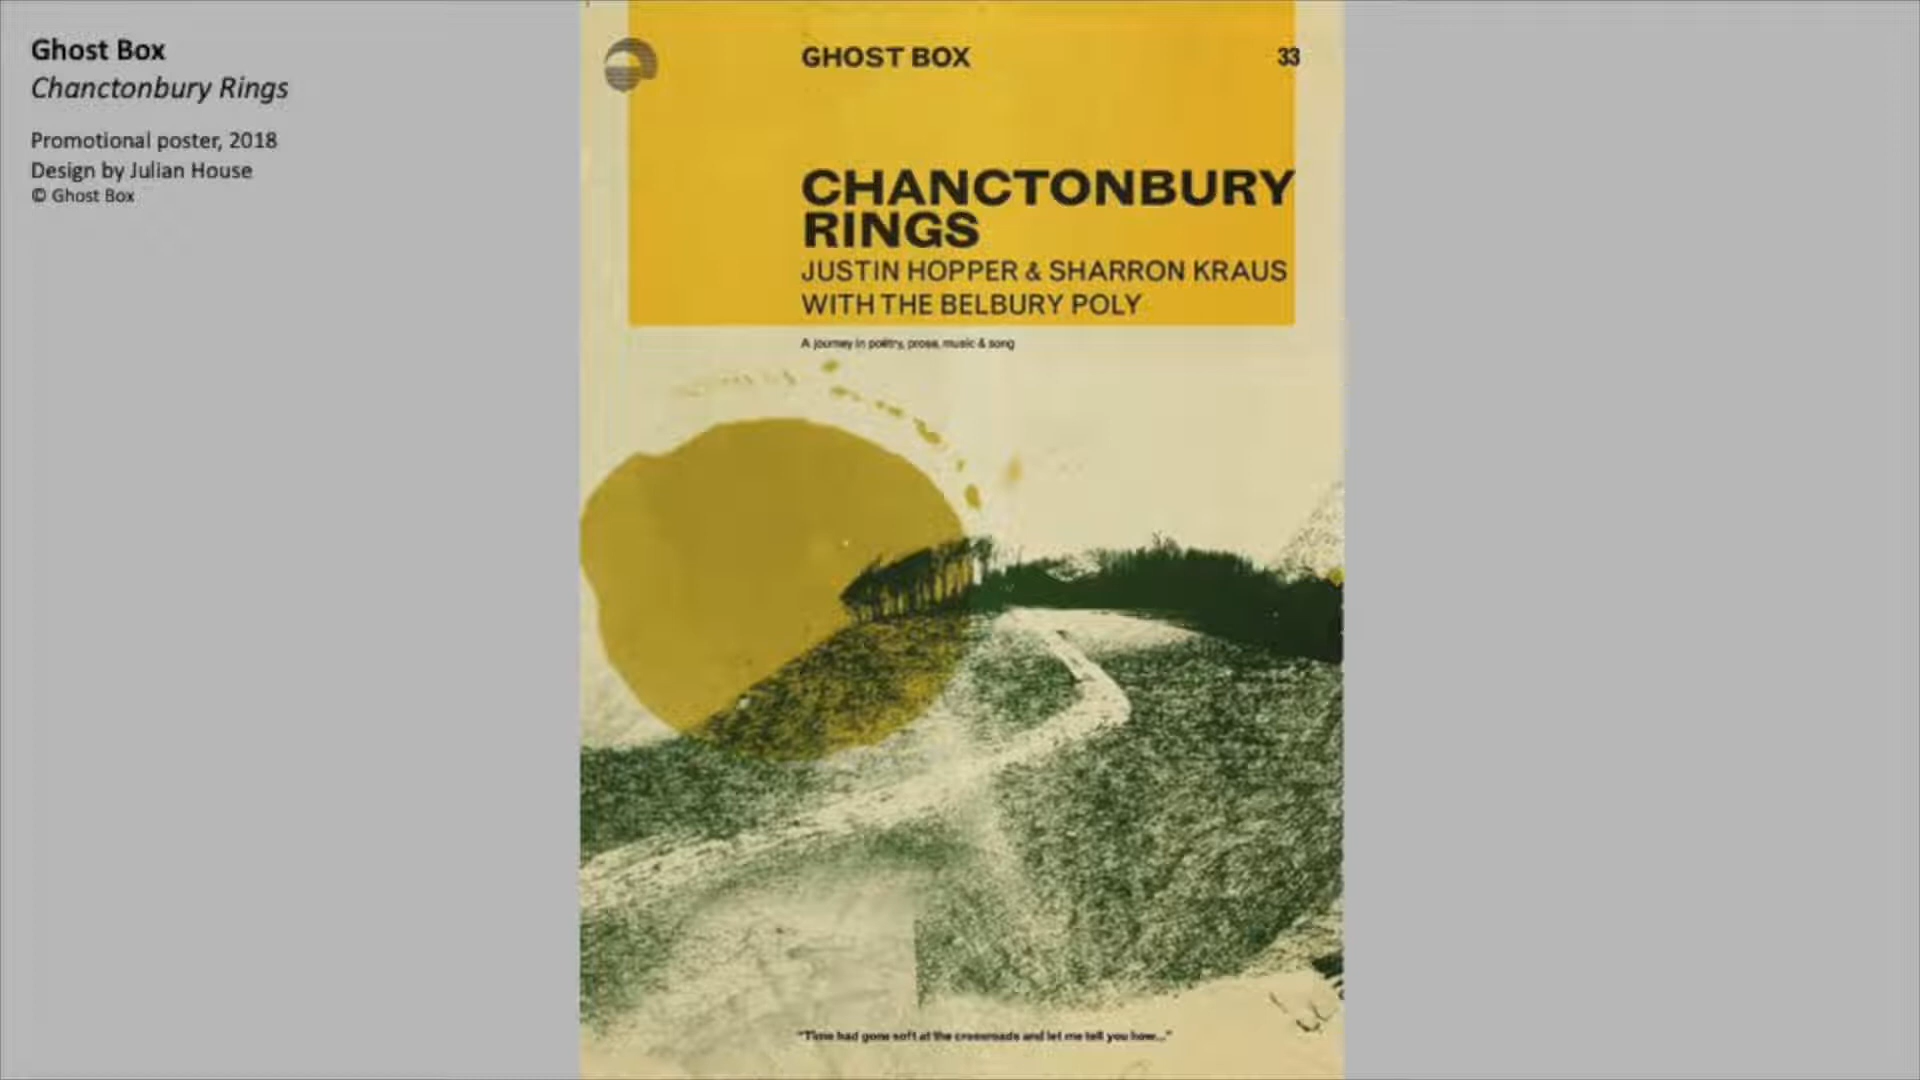 Ghost Box
Chanctonbury Rings
Promotional poster, 2018
Design by Julian House
© Ghost Box
GHOST BOX
33
CHANCTONBURY
RINGS
JUSTIN HOPPER & SHARRON KRAUS
WITH THE BELBURY POLY
A journey in poetry, prose, music & song
"Time had gone soft at the crossroads and let me tell you how..."